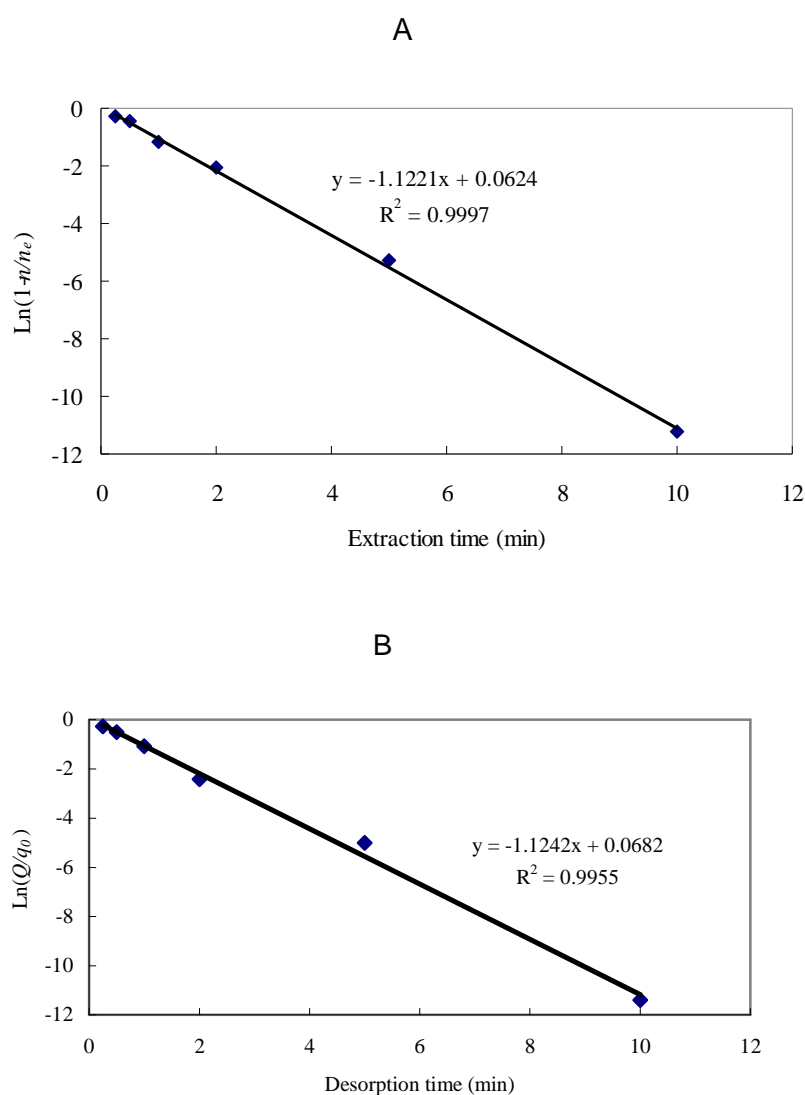 A
0
-2
-4
-6
-8
-10
-12
Ln(1-n/nₑ)
y = -1.1221x + 0.0624
R² = 0.9997
0 2 4 6 8 10 12
Extraction time (min)
B
0
-2
-4
-6
-8
-10
-12
Ln(Q/q₀)
y = -1.1242x + 0.0682
R² = 0.9955
0 2 4 6 8 10 12
Desorption time (min)